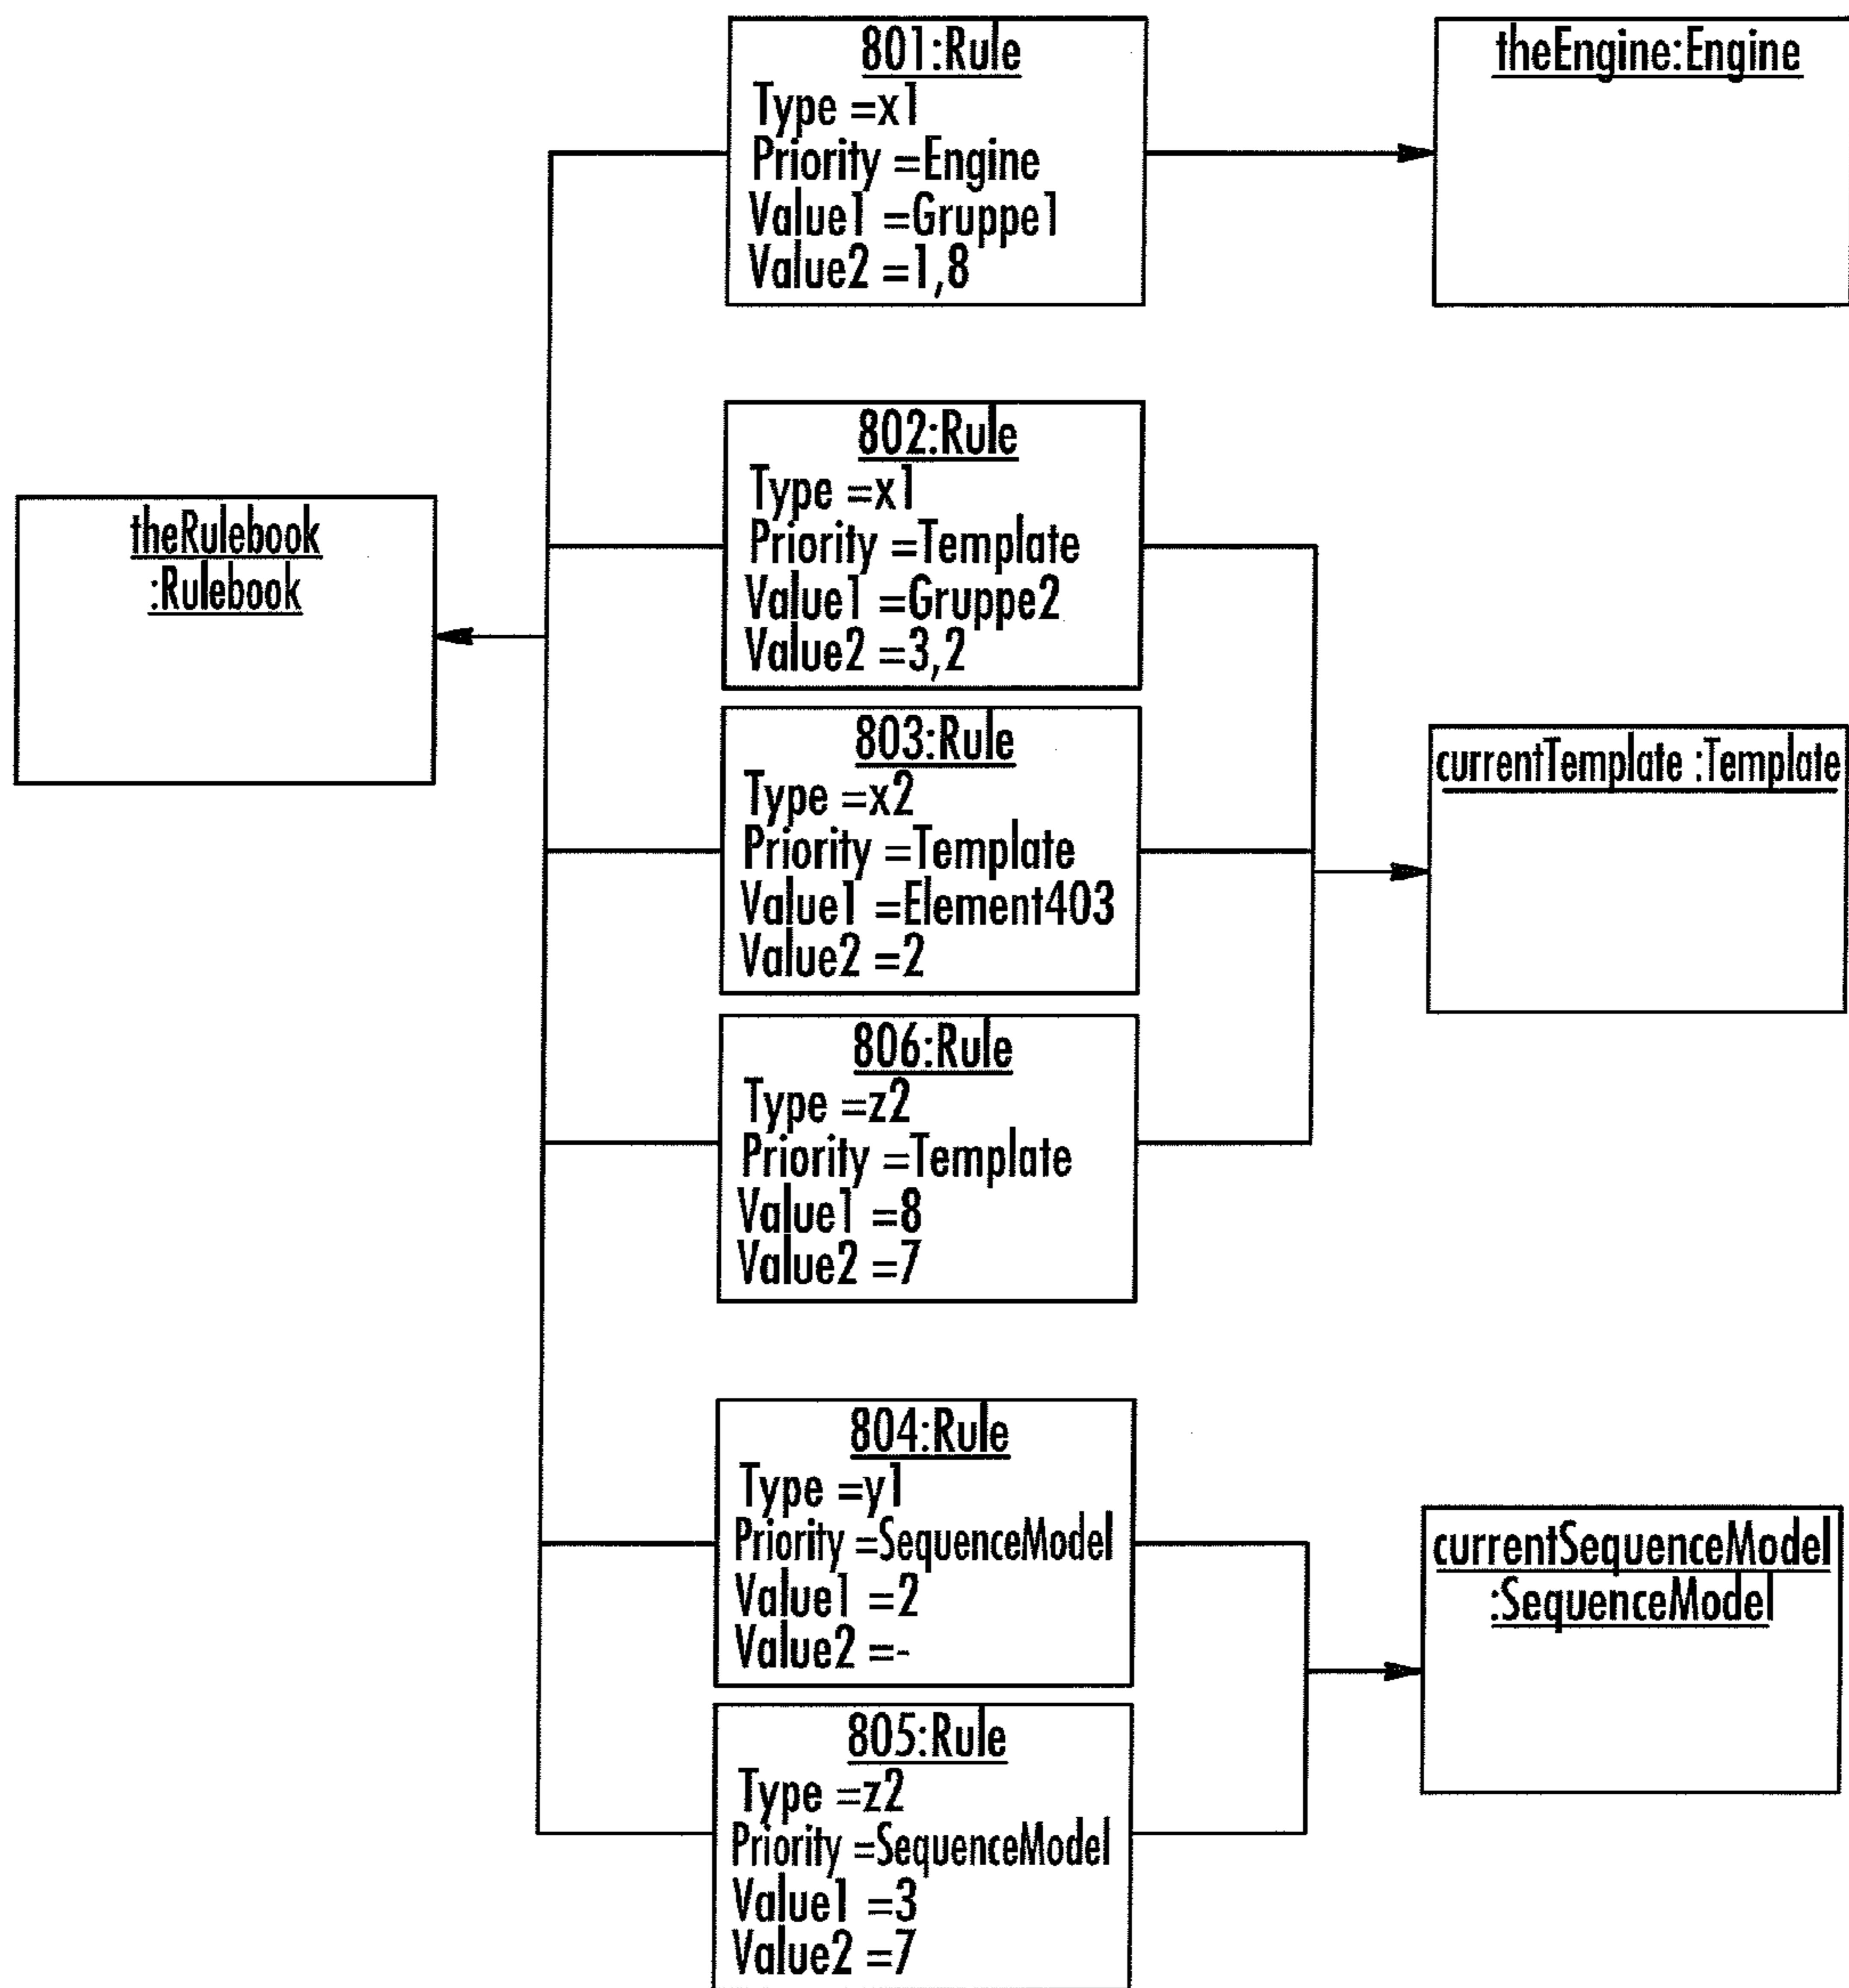 801:Rule
Type =x1
Priority =Engine
Value1 =Gruppe1
Value2 =1,8
theEngine:Engine
802:Rule
Type =x1
Priority =Template
Value1 =Gruppe2
Value2 =3,2
theRulebook
:Rulebook
803:Rule
Type =x2
Priority =Template
Value1 =Element403
Value2 =2
currentTemplate :Template
806:Rule
Type =z2
Priority =Template
Value1 =8
Value2 =7
804:Rule
Type =y1
Priority =SequenceModel
Value1 =2
Value2 =-
currentSequenceModel
:SequenceModel
805:Rule
Type =z2
Priority =SequenceModel
Value1 =3
Value2 =7